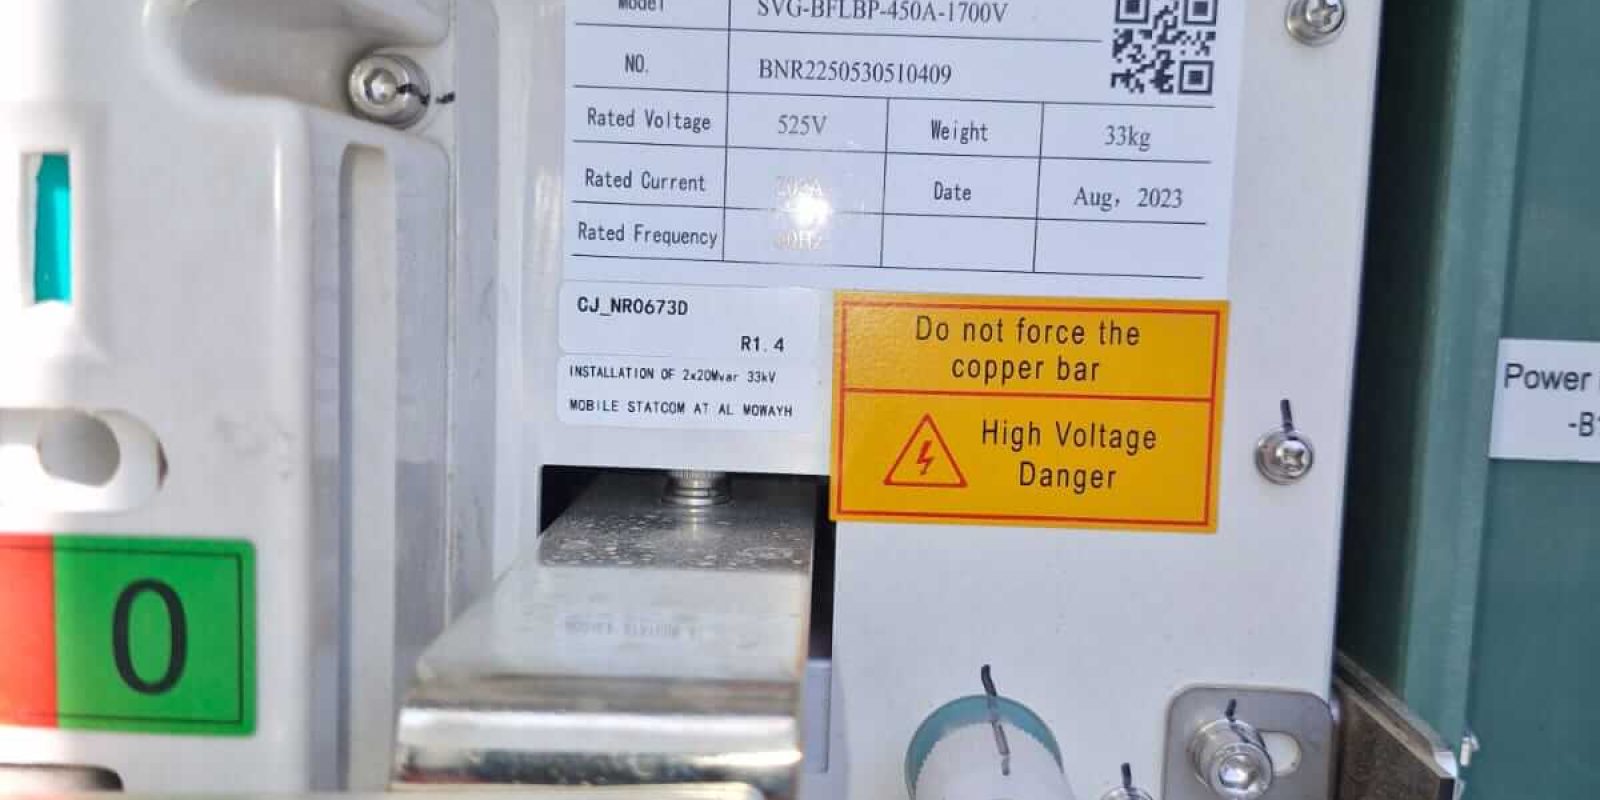 Model SVG-BFLBP-450A-1700V
NO. BNR2250530510409
Rated Voltage 525V Weight 33kg
Rated Current Date Aug, 2023
Rated Frequency
CJ_NR0673D
R1.4
INSTALLATION OF 2x20Mvar 33kV
MOBILE STATCOM AT AL MOWAYH
Do not force the
copper bar
High Voltage
Danger
Power
0